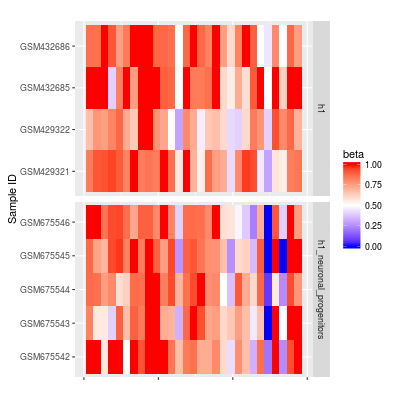 GSM432686
GSM432685
GSM429322
GSM429321
h1
GSM675546
GSM675545
GSM675544
GSM675543
GSM675542
h1_neuronal_progenitors
Sample ID
beta
1.00
0.75
0.50
0.25
0.00